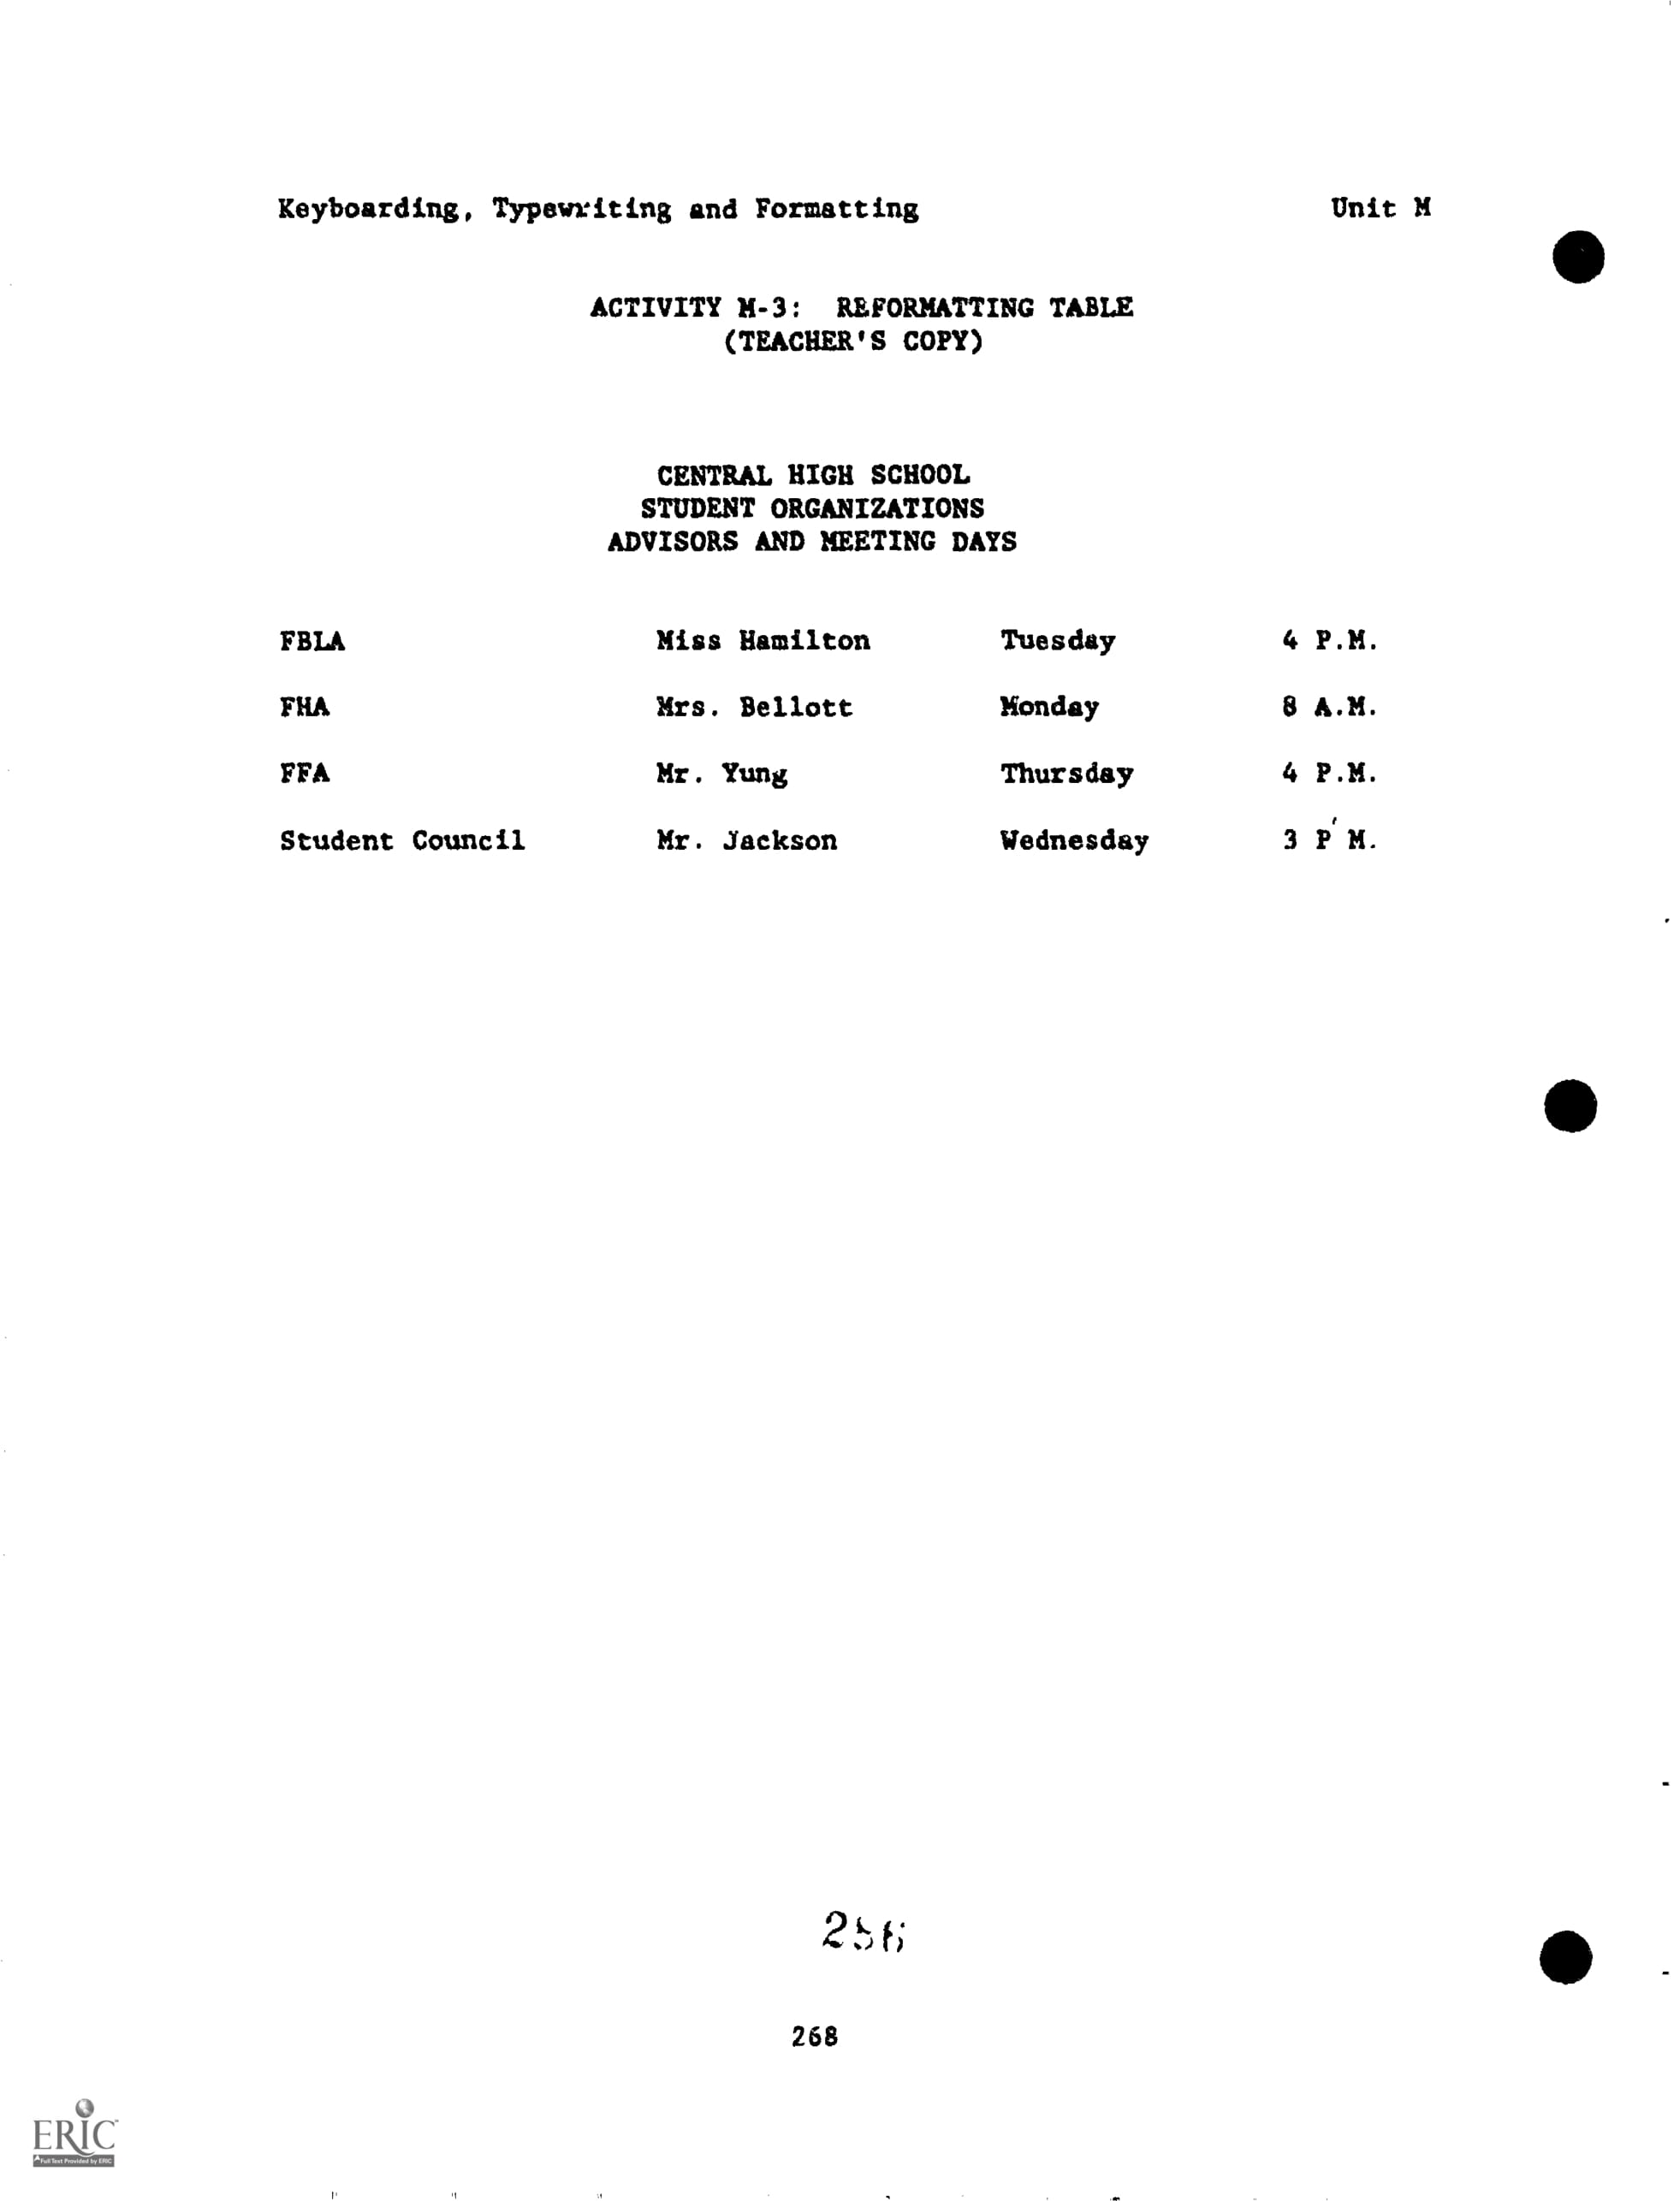 Keyboarding, Typewriting and Formatting Unit M
ACTIVITY M-3: REFORMATTING TABLE
(TEACHER'S COPY)
CENTRAL HIGH SCHOOL
STUDENT ORGANIZATIONS
ADVISORS AND MEETING DAYS
FBLA Miss Hamilton Tuesday 4 P.M.
FHA Mrs. Bellott Monday 8 A.M.
FFA Mr. Yung Thursday 4 P.M.
Student Council Mr. Jackson Wednesday 3 P M.
268
ERIC
Full Text Provided by ERIC